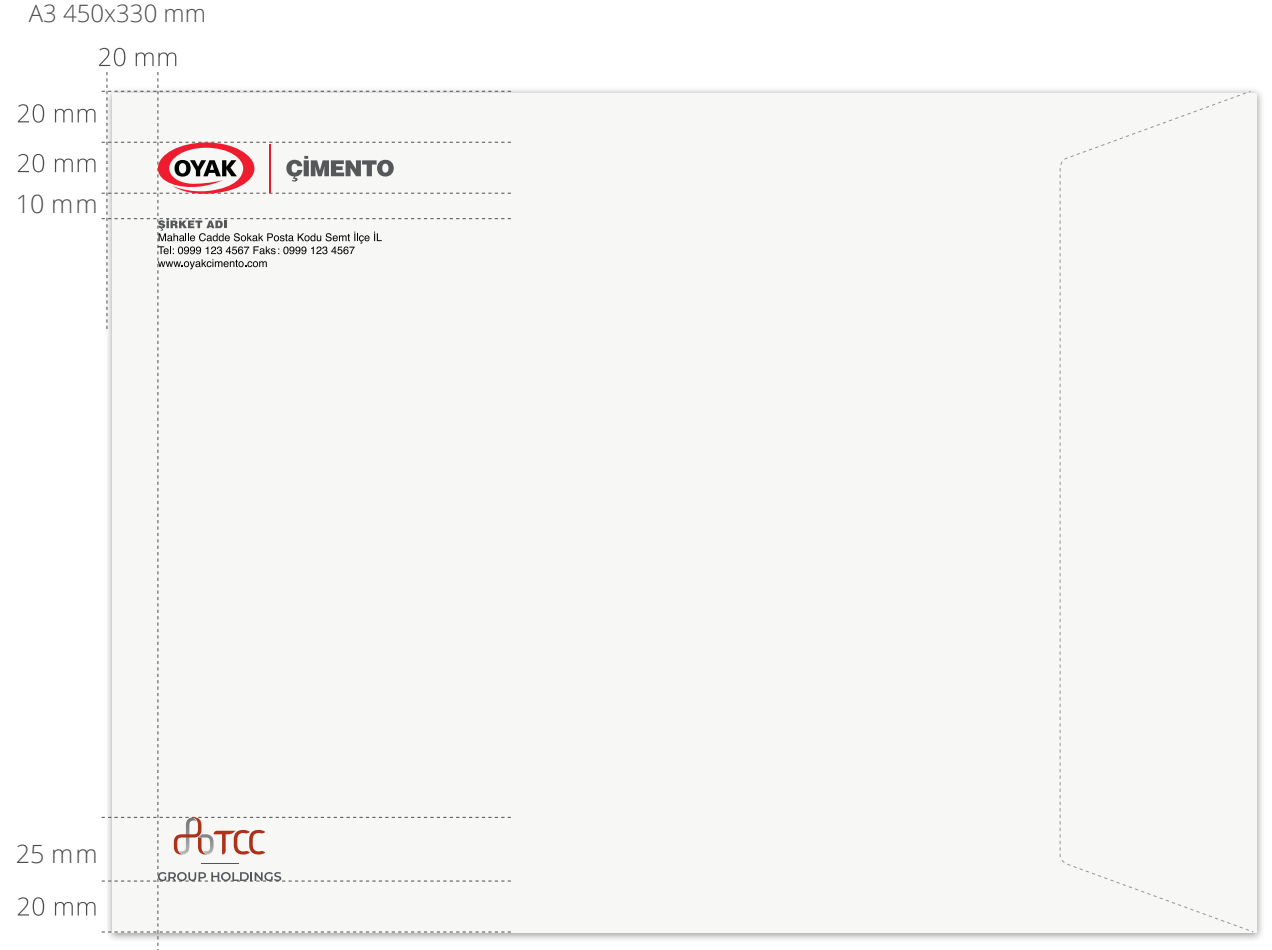 A3 450x330 mm
20 mm
20 mm
20 mm
OYAK
ÇİMENTO
10 mm
ŞİRKET ADI
Mahalle Cadde Sokak Posta Kodu Semt İlçe İL
Tel: 0999 123 4567 Faks: 0999 123 4567
www.oyakcimento.com
TCC
25 mm
GROUP HOLDINGS
20 mm